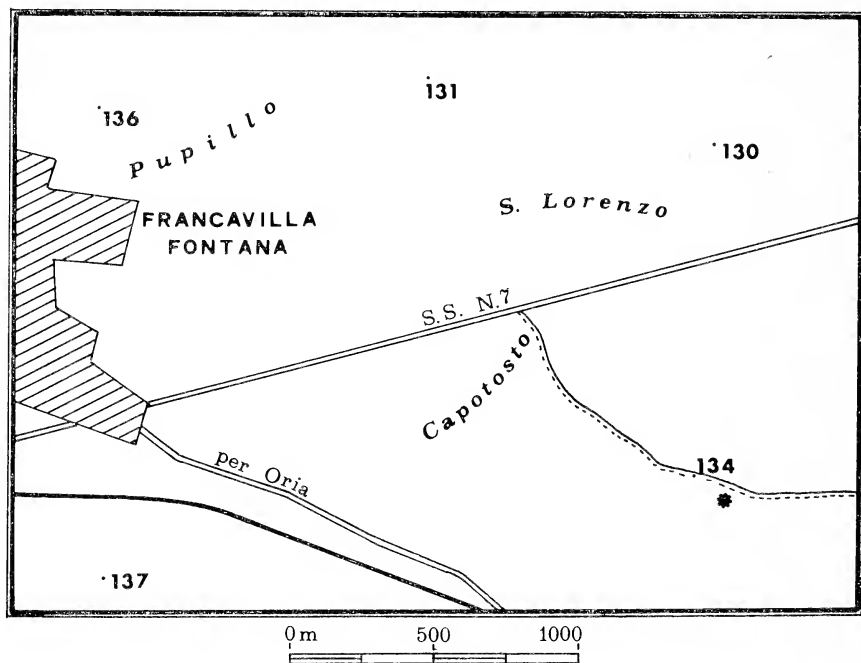 131
136
Pupillo
130
S. Lorenzo
FRANCAVILLA
FONTANA
S.S. N.7
Capotosto
per Oria
134
137
0 m 500 1000